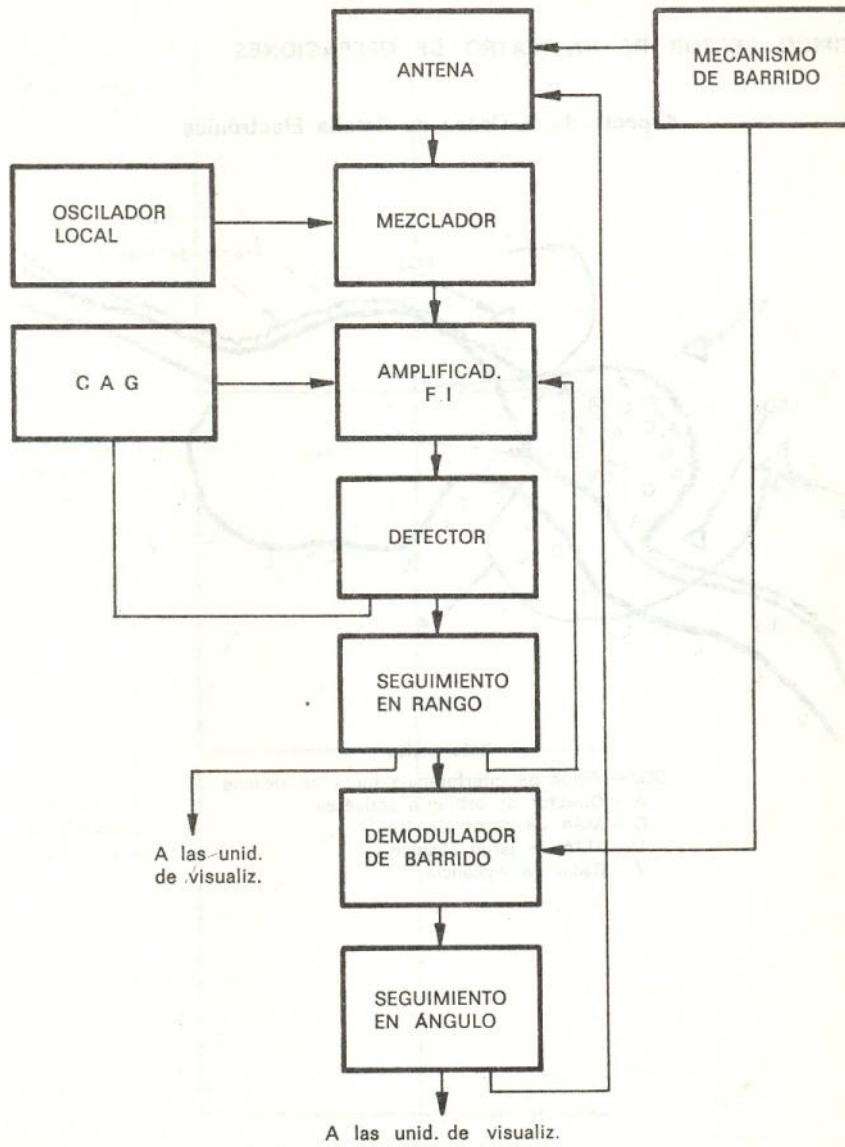 ANTENA
MECANISMO
DE BARRIDO
OSCILADOR
LOCAL
MEZCLADOR
C A G
AMPLIFICAD.
F.I
DETECTOR
SEGUIMIENTO
EN RANGO
A las unid.
de visualiz.
DEMODULADOR
DE BARRIDO
SEGUIMIENTO
EN ÁNGULO
A las unid. de visualiz.